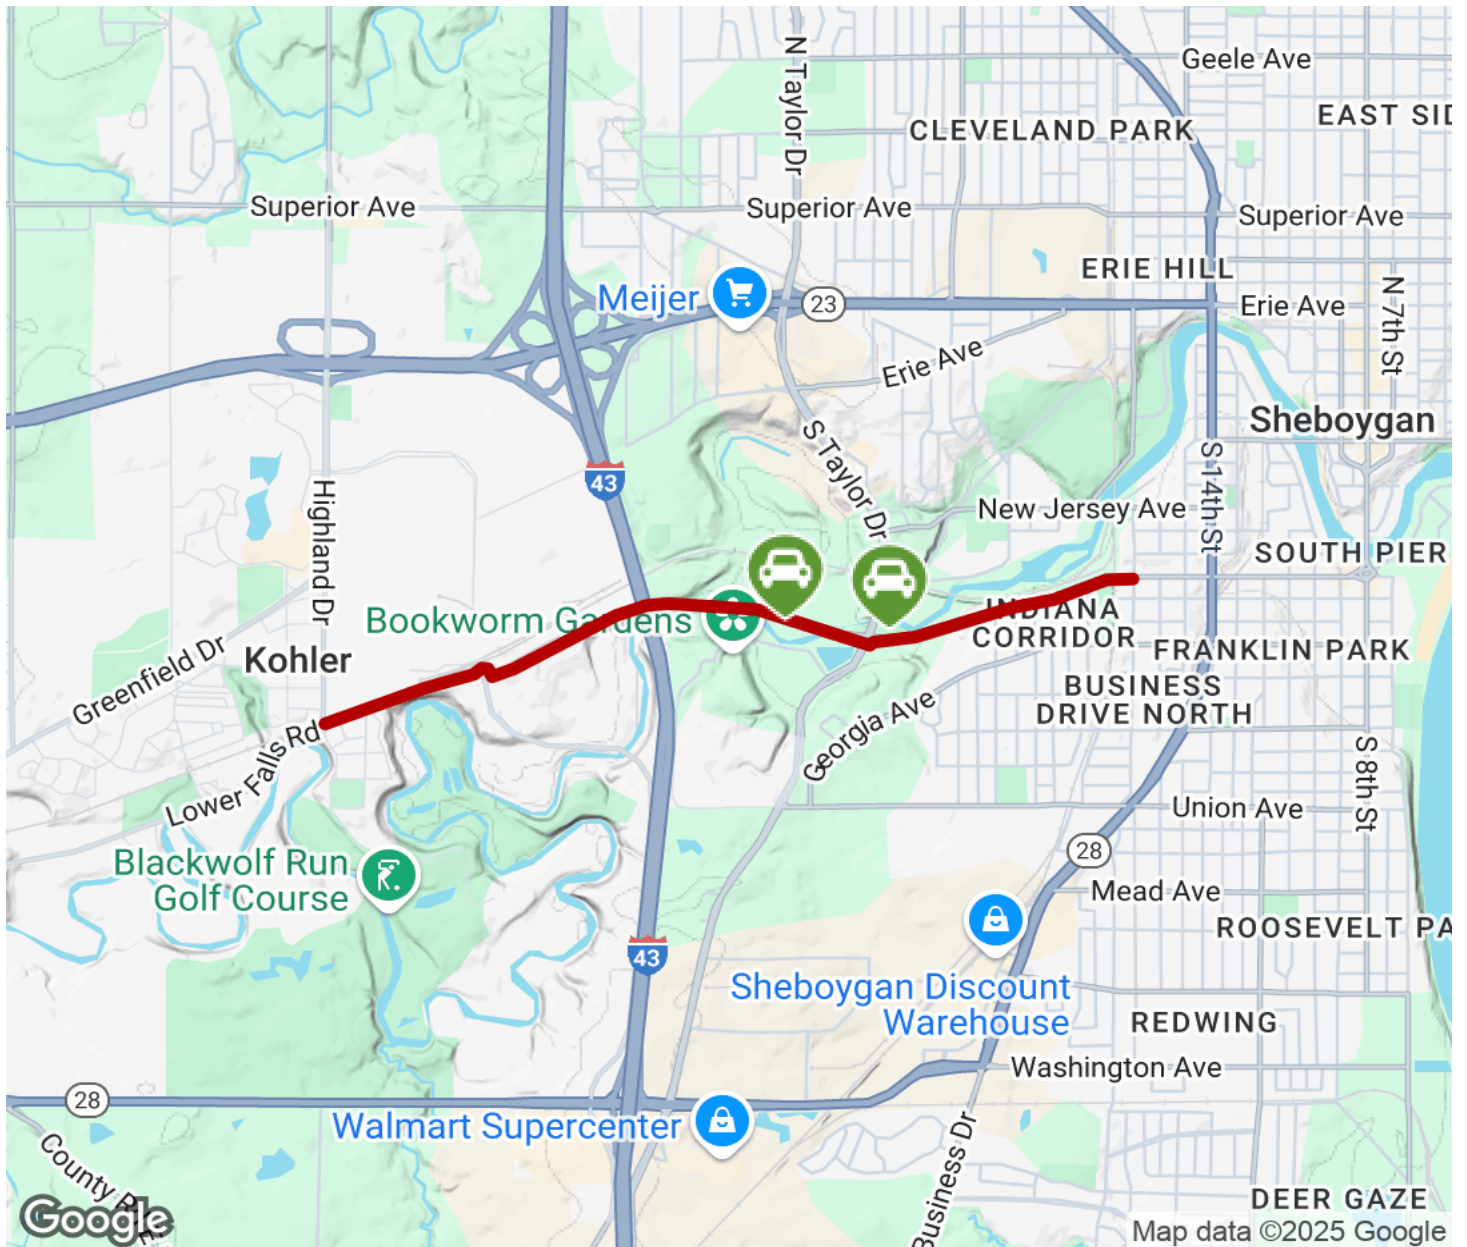 Geele Ave
N Taylor Dr
EAST SID
CLEVELAND PARK
Superior Ave
Superior Ave
Superior Ave
ERIE HILL
Meijer
23
Erie Ave
N 7th St
Erie Ave
Sheboygan
S Taylor Dr
S 14th St
43
Highland Dr
New Jersey Ave
SOUTH PIER
Bookworm Gardens
INDIANA
CORRIDOR
Kohler
Greenfield Dr
FRANKLIN PARK
BUSINESS
DRIVE NORTH
Georgia Ave
Lower Falls Rd
S 8th St
Union Ave
28
Blackwolf Run
Golf Course
Mead Ave
ROOSEVELT PA
43
Sheboygan Discount
Warehouse
REDWING
Washington Ave
28
Walmart Supercenter
County R
Business Dr
DEER GAZE
Google
Map data ©2025 Google